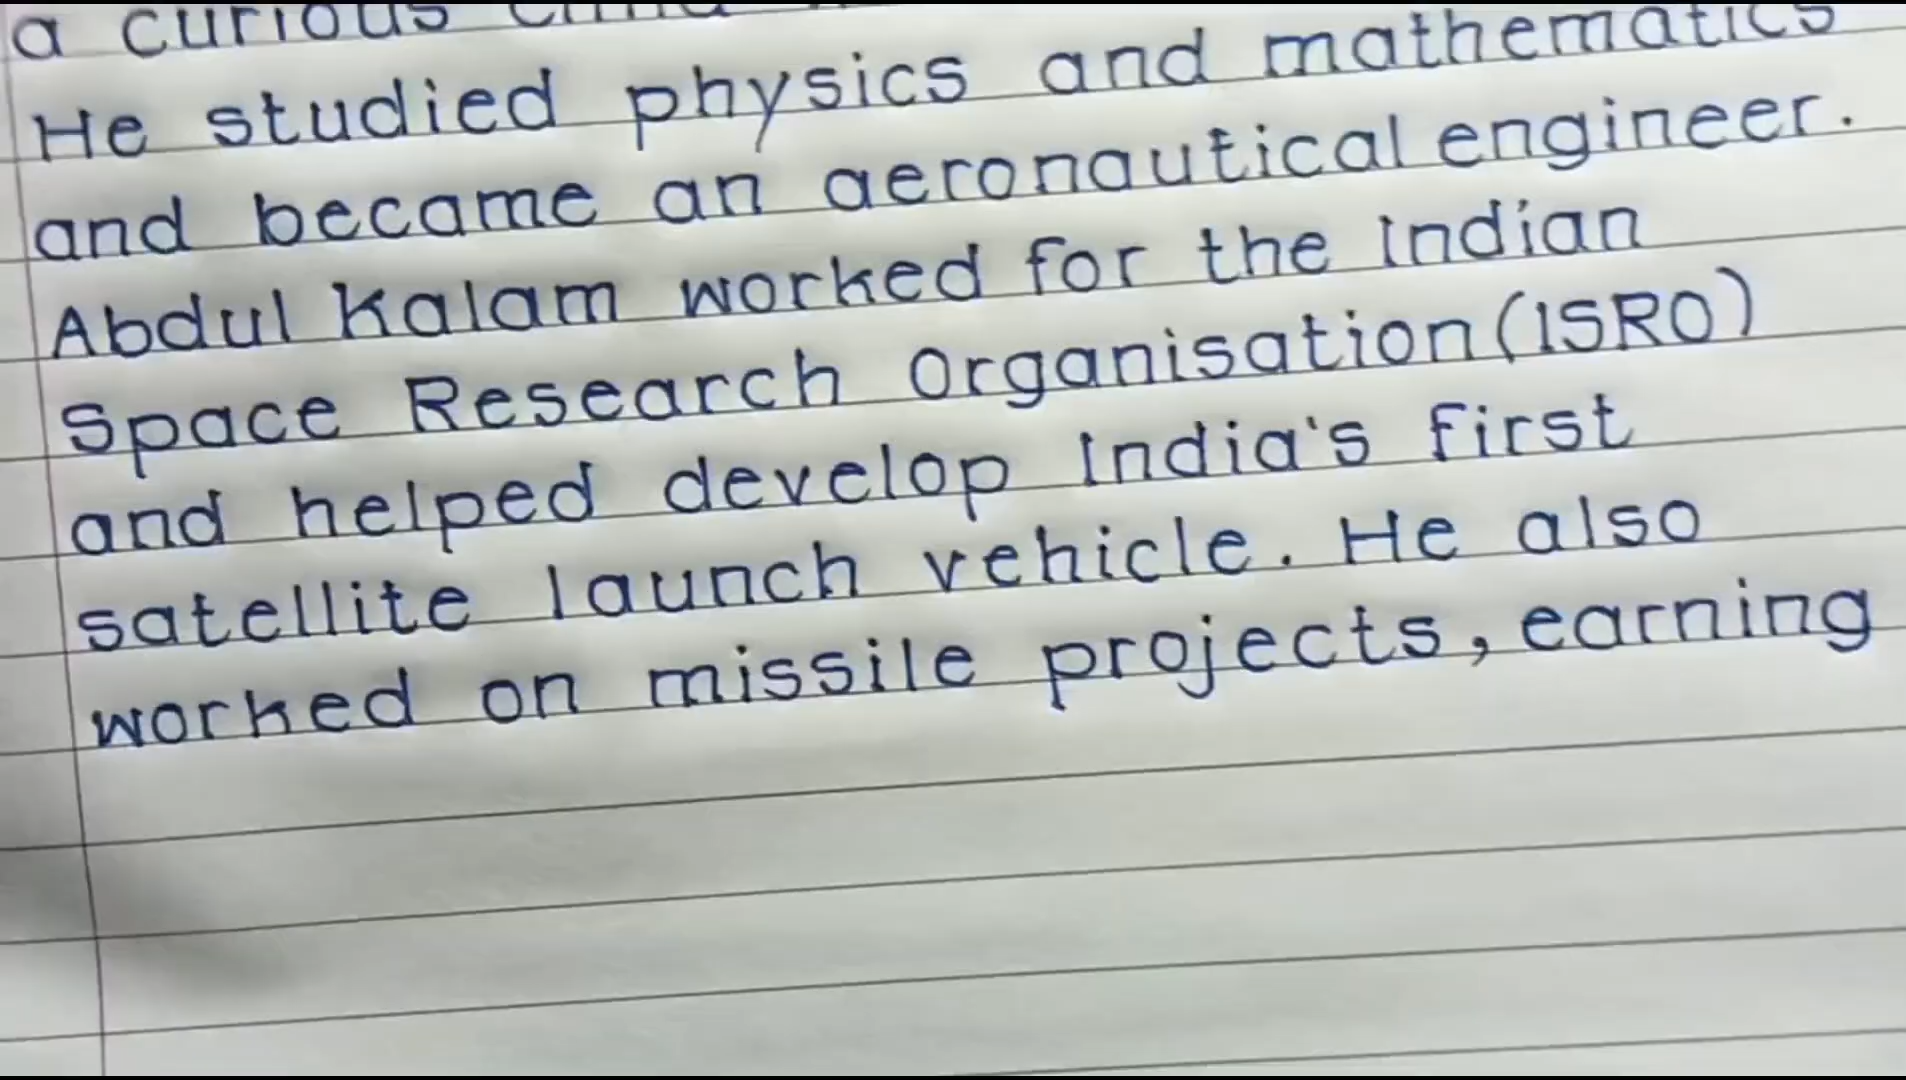 a curious
He studied physics and mathematics
and became an aeronautical engineer.
Abdul Kalam worked for the Indian
Space Research Organisation (ISRO)
and helped develop India's first
satellite launch vehicle. He also
worked on missile projects, earning